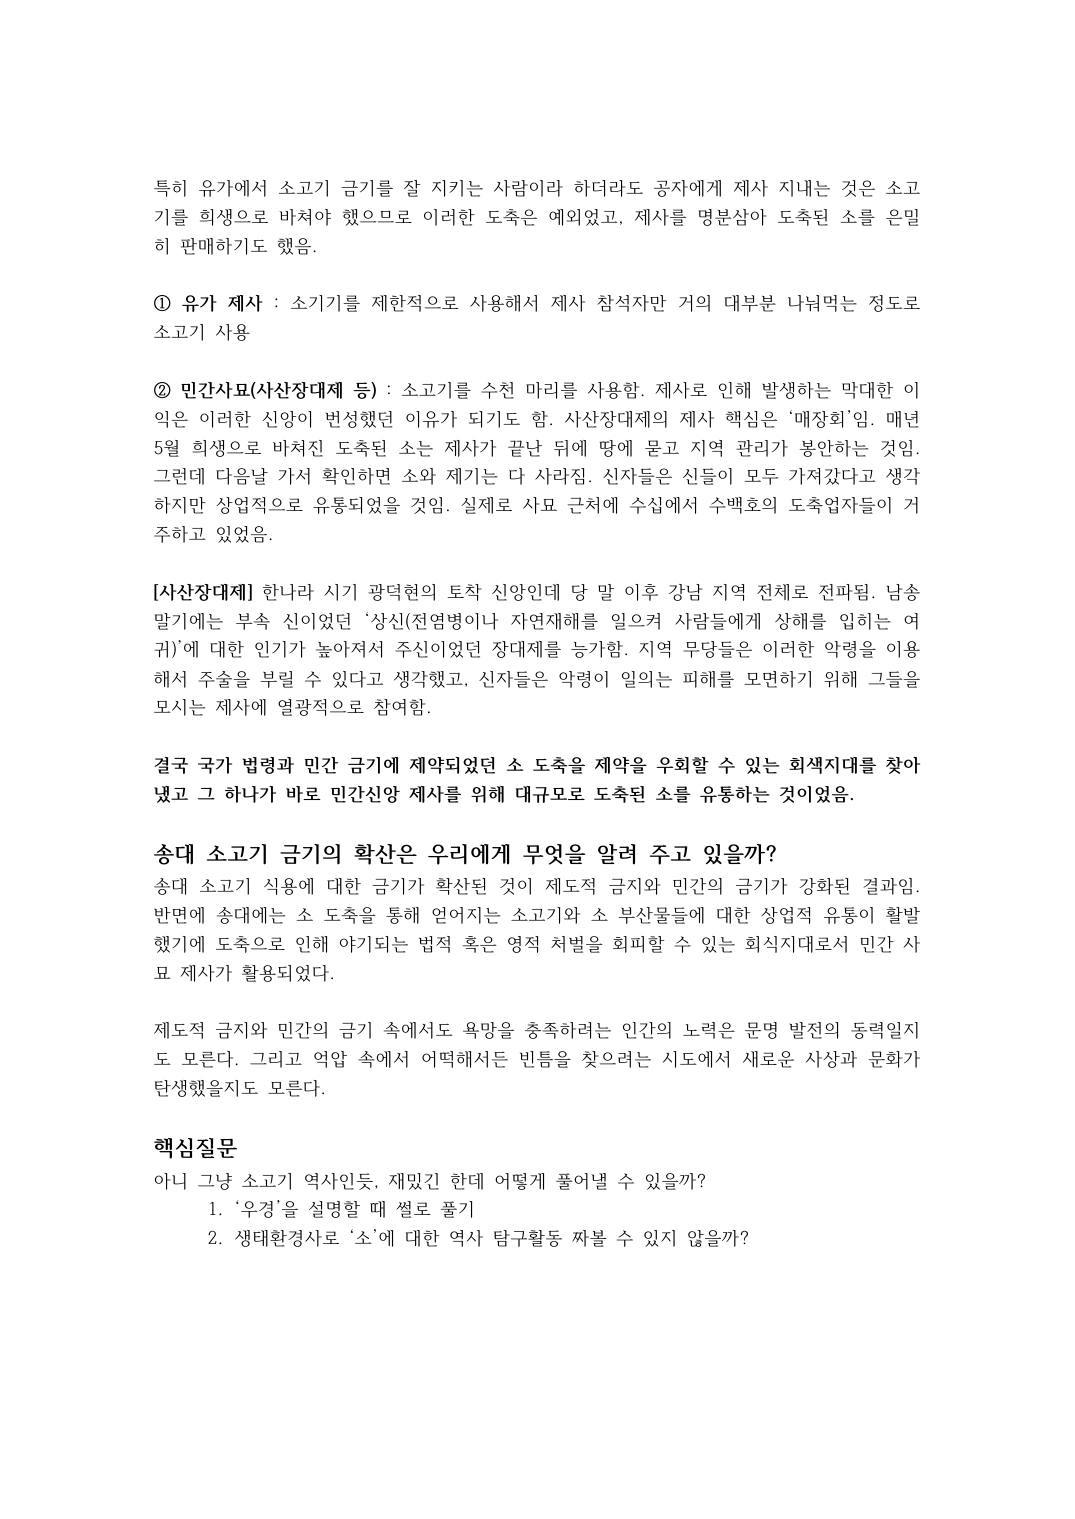 특히 유가에서 소고기 금기를 잘 지키는 사람이라 하더라도 공자에게 제사 지내는 것은 소고
기를 희생으로 바쳐야 했으므로 이러한 도축은 예외었고, 제사를 명분삼아 도축된 소를 은밀
히 판매하기도 했음.
① 유가 제사 : 소기기를 제한적으로 사용해서 제사 참석자만 거의 대부분 나눠먹는 정도로
소고기 사용
② 민간사묘(사산장대제 등) : 소고기를 수천 마리를 사용함. 제사로 인해 발생하는 막대한 이
익은 이러한 신앙이 번성했던 이유가 되기도 함. 사산장대제의 제사 핵심은 ‘매장회’임. 매년
5월 희생으로 바쳐진 도축된 소는 제사가 끝난 뒤에 땅에 묻고 지역 관리가 봉안하는 것임.
그런데 다음날 가서 확인하면 소와 제기는 다 사라짐. 신자들은 신들이 모두 가져갔다고 생각
하지만 상업적으로 유통되었을 것임. 실제로 사묘 근처에 수십에서 수백호의 도축업자들이 거
주하고 있었음.
[사산장대제] 한나라 시기 광덕현의 토착 신앙인데 당 말 이후 강남 지역 전체로 전파됨. 남송
말기에는 부속 신이었던 ‘상신(전염병이나 자연재해를 일으켜 사람들에게 상해를 입히는 여
귀)’에 대한 인기가 높아져서 주신이었던 장대제를 능가함. 지역 무당들은 이러한 악령을 이용
해서 주술을 부릴 수 있다고 생각했고, 신자들은 악령이 일의는 피해를 모면하기 위해 그들을
모시는 제사에 열광적으로 참여함.
결국 국가 법령과 민간 금기에 제약되었던 소 도축을 제약을 우회할 수 있는 회색지대를 찾아
냈고 그 하나가 바로 민간신앙 제사를 위해 대규모로 도축된 소를 유통하는 것이었음.
송대 소고기 금기의 확산은 우리에게 무엇을 알려 주고 있을까?
송대 소고기 식용에 대한 금기가 확산된 것이 제도적 금지와 민간의 금기가 강화된 결과임.
반면에 송대에는 소 도축을 통해 얻어지는 소고기와 소 부산물들에 대한 상업적 유통이 활발
했기에 도축으로 인해 야기되는 법적 혹은 영적 처벌을 회피할 수 있는 회식지대로서 민간 사
묘 제사가 활용되었다.
제도적 금지와 민간의 금기 속에서도 욕망을 충족하려는 인간의 노력은 문명 발전의 동력일지
도 모른다. 그리고 억압 속에서 어떡해서든 빈틈을 찾으려는 시도에서 새로운 사상과 문화가
탄생했을지도 모른다.
핵심질문
아니 그냥 소고기 역사인듯, 재밌긴 한데 어떻게 풀어낼 수 있을까?
1. ‘우경’을 설명할 때 썰로 풀기
2. 생태환경사로 ‘소’에 대한 역사 탐구활동 짜볼 수 있지 않을까?